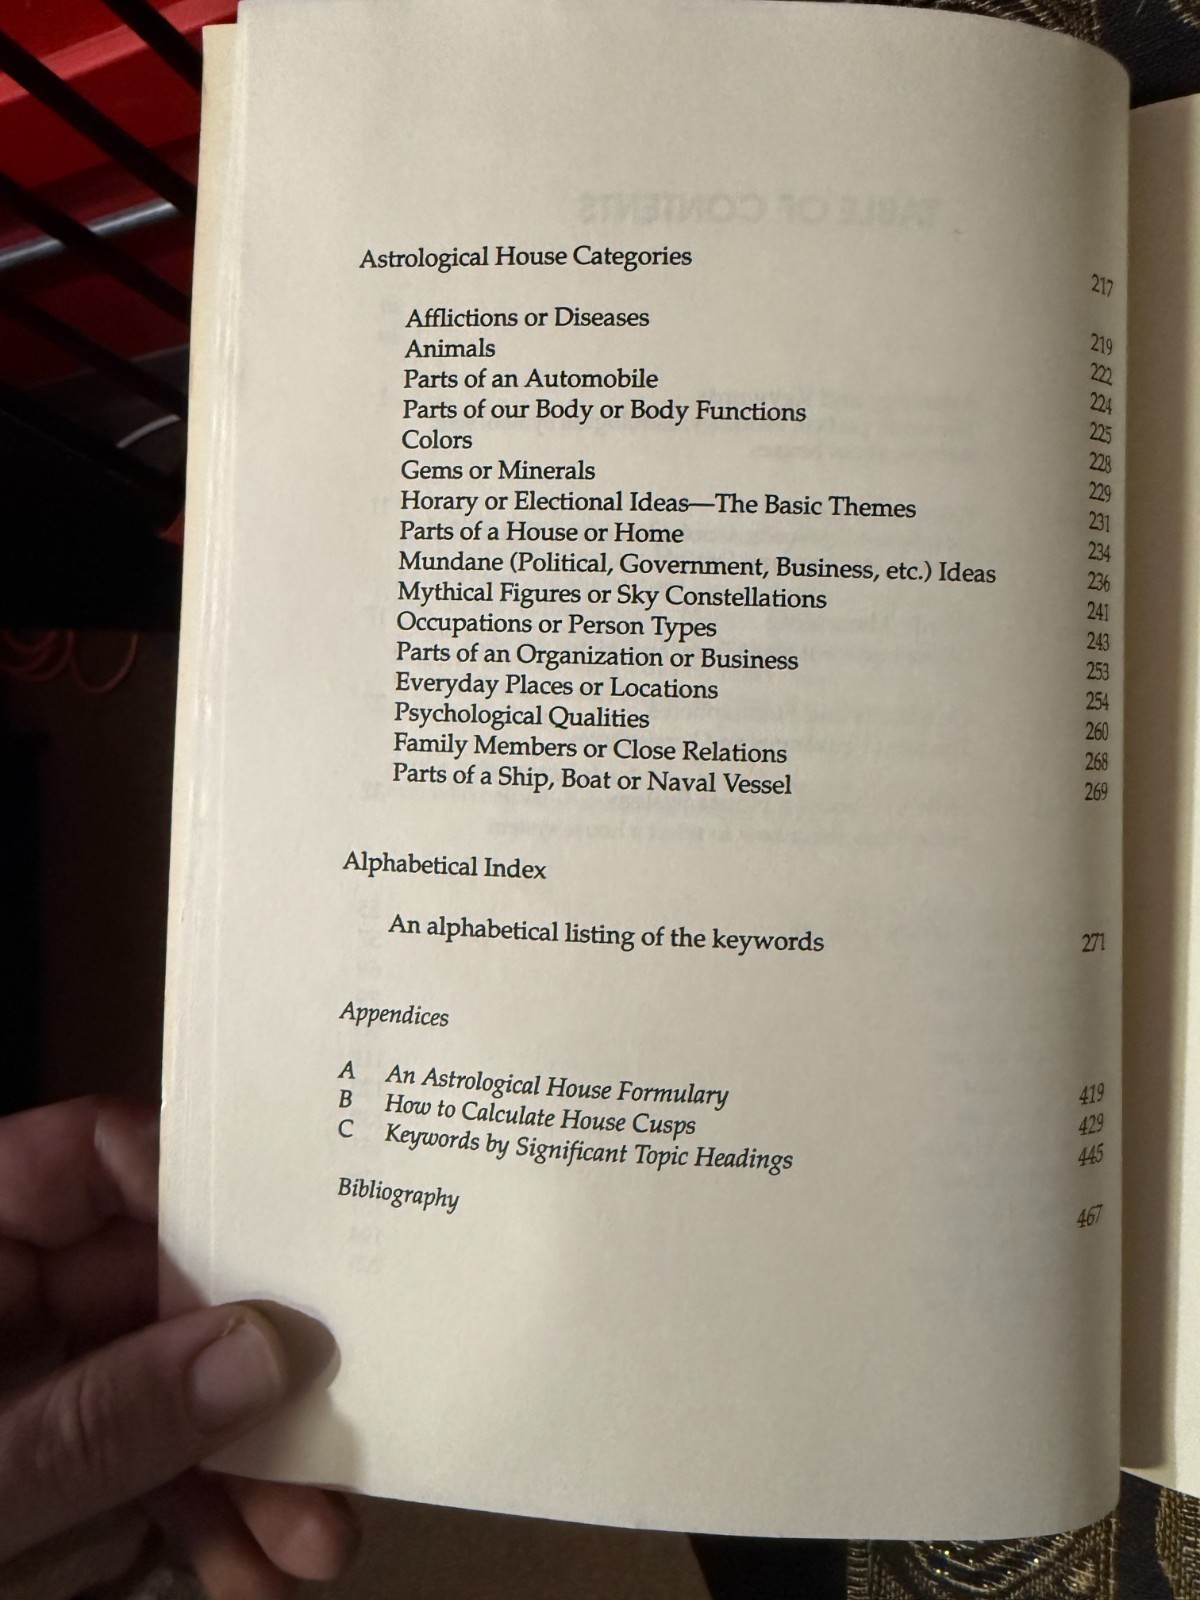 Astrological House Categories 217
Afflictions or Diseases 219
Animals 222
Parts of an Automobile 224
Parts of our Body or Body Functions 225
Colors 228
Gems or Minerals 229
Horary or Electional Ideas—The Basic Themes 231
Parts of a House or Home 234
Mundane (Political, Government, Business, etc.) Ideas 236
Mythical Figures or Sky Constellations 241
Occupations or Person Types 243
Parts of an Organization or Business 253
Everyday Places or Locations 254
Psychological Qualities 260
Family Members or Close Relations 268
Parts of a Ship, Boat or Naval Vessel 269
Alphabetical Index
An alphabetical listing of the keywords 271
Appendices
A An Astrological House Formulary 419
B How to Calculate House Cusps 429
C Keywords by Significant Topic Headings 445
Bibliography 467